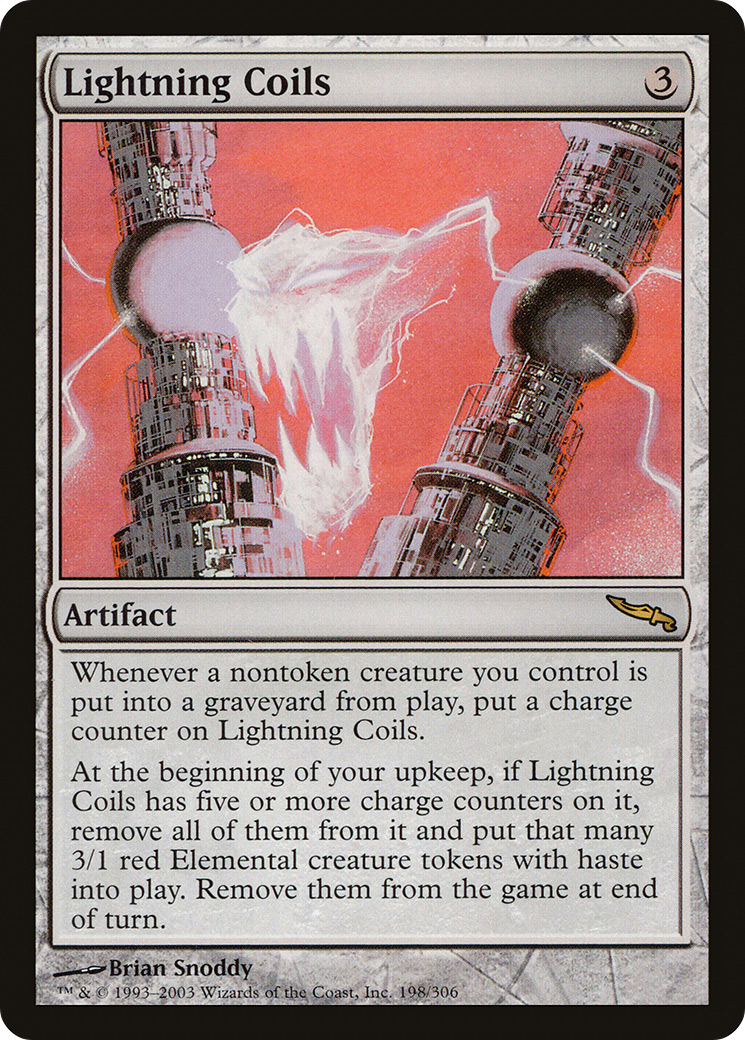 Lightning Coils
3
Artifact
Whenever a nontoken creature you control is
put into a graveyard from play, put a charge
counter on Lightning Coils.
At the beginning of your upkeep, if Lightning
Coils has five or more charge counters on it,
remove all of them from it and put that many
3/1 red Elemental creature tokens with haste
into play. Remove them from the game at end
of turn.
Brian Snoddy
™ & © 1993–2003 Wizards of the Coast, Inc. 198/306